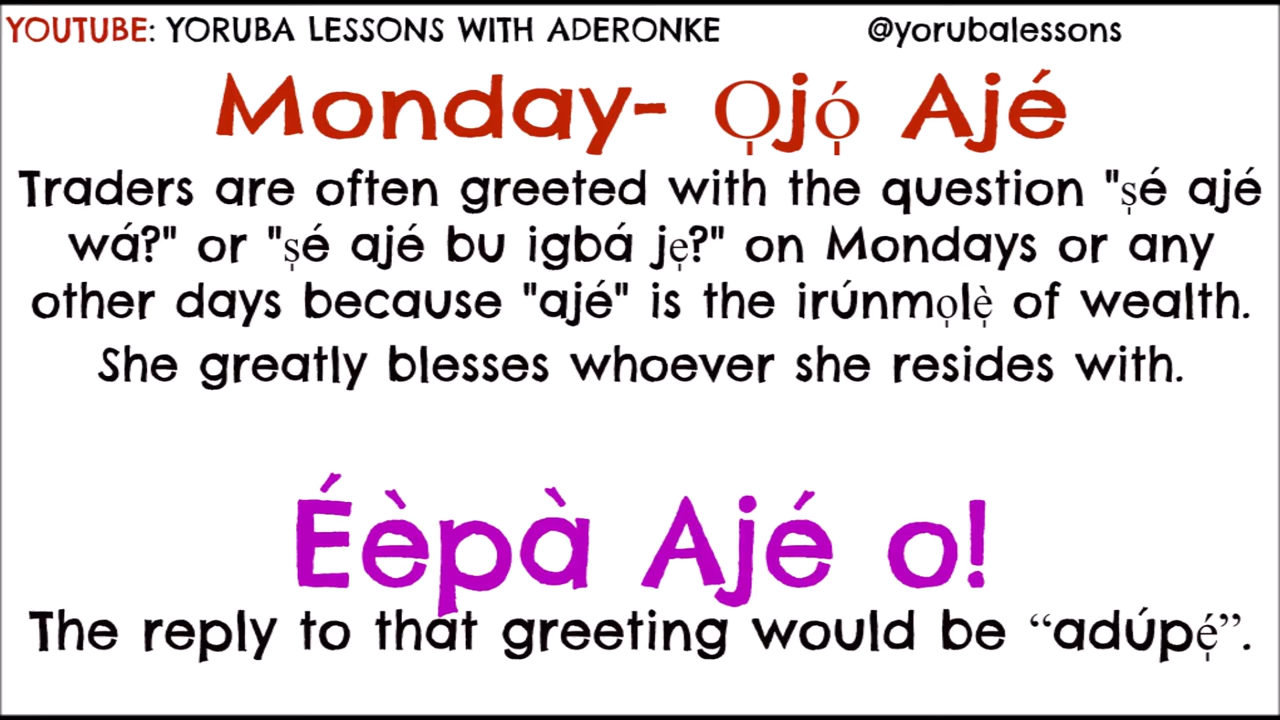 YOUTUBE: YORUBA LESSONS WITH ADERONKE @yorubalessons
Monday- Ọjọ́ Ajé
Traders are often greeted with the question "ṣé ajé
wá?" or "ṣé ajé bu igbá jẹ?" on Mondays or any
other days because "ajé" is the irúnmọlẹ̀ of wealth.
She greatly blesses whoever she resides with.
Éèpà Ajé o!
The reply to that greeting would be “adúpẹ́”.